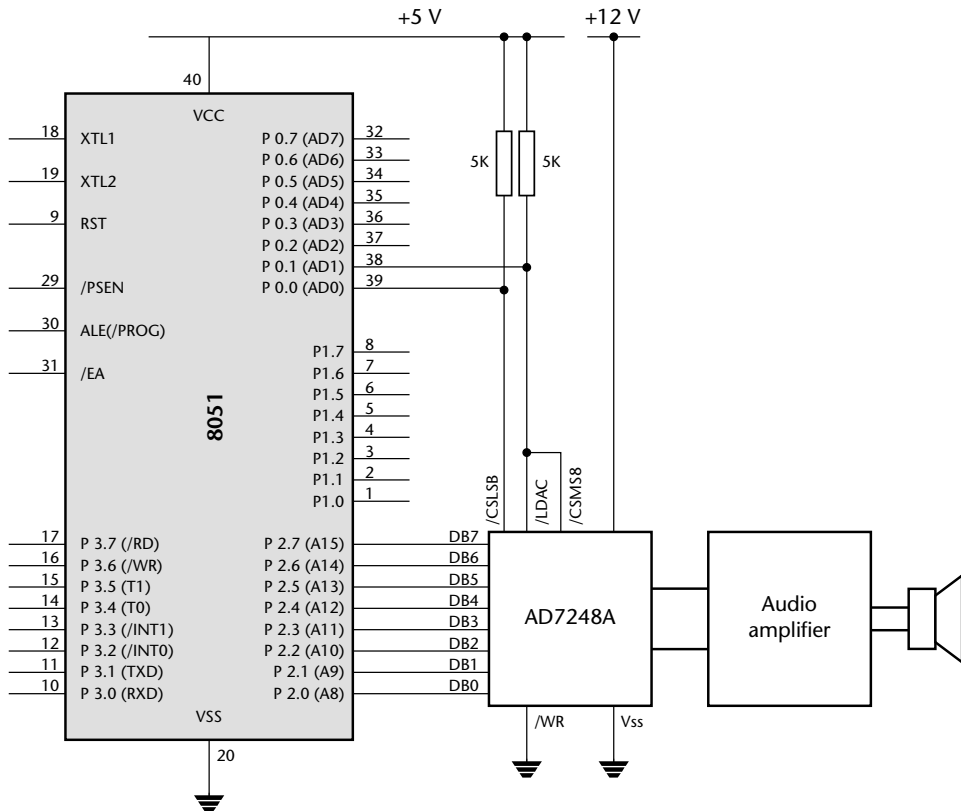 +5 V
+12 V
40
VCC
18
XTL1
P 0.7 (AD7)
32
P 0.6 (AD6)
33
5K
5K
19
XTL2
P 0.5 (AD5)
34
P 0.4 (AD4)
35
9
RST
P 0.3 (AD3)
36
P 0.2 (AD2)
37
P 0.1 (AD1)
38
29
/PSEN
P 0.0 (AD0)
39
30
ALE(/PROG)
31
/EA
P1.7
8
P1.6
7
P1.5
6
P1.4
5
P1.3
4
P1.2
3
P1.1
2
P1.0
1
8051
/CSLSB
/LDAC
/CSMS8
17
P 3.7 (/RD)
P 2.7 (A15)
DB7
16
P 3.6 (/WR)
P 2.6 (A14)
DB6
15
P 3.5 (T1)
P 2.5 (A13)
DB5
14
P 3.4 (T0)
P 2.4 (A12)
DB4
13
P 3.3 (/INT1)
P 2.3 (A11)
DB3
12
P 3.2 (/INT0)
P 2.2 (A10)
DB2
11
P 3.1 (TXD)
P 2.1 (A9)
DB1
10
P 3.0 (RXD)
P 2.0 (A8)
DB0
AD7248A
Audio
amplifier
VSS
20
/WR
Vss